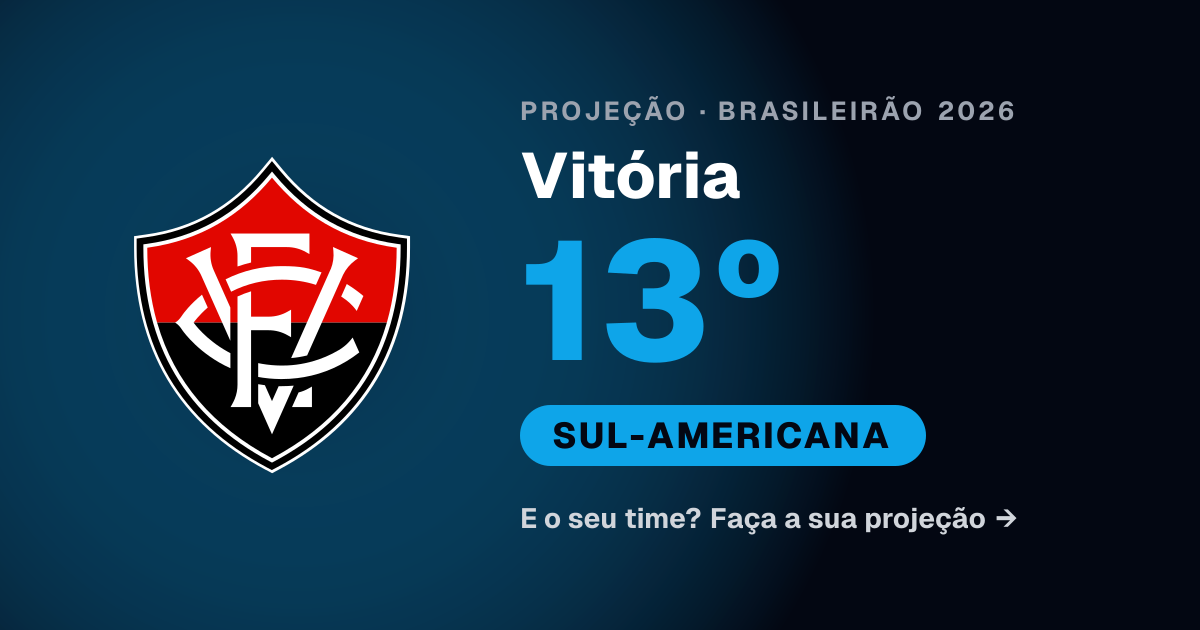 PROJEÇÃO · BRASILEIRÃO 2026
Vitória
13º
SUL-AMERICANA
E o seu time? Faça a sua projeção →